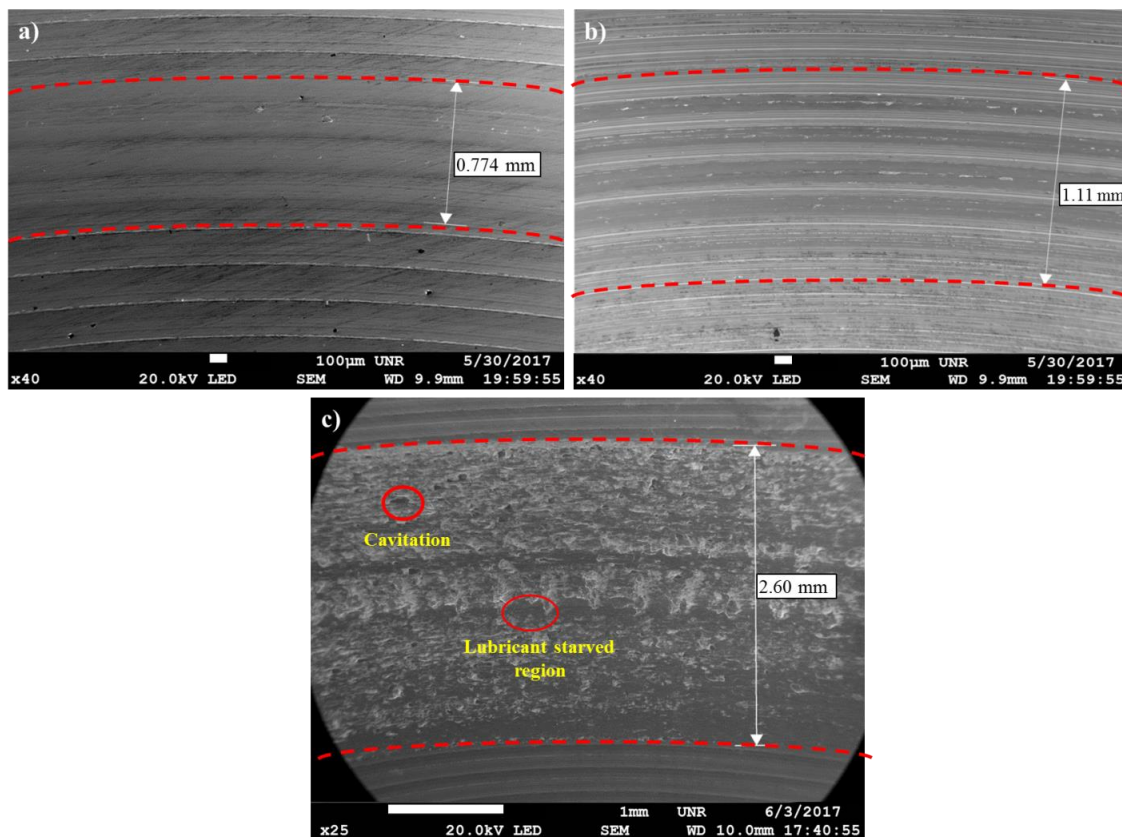 a)
0.774 mm
100µm UNR 5/30/2017
x40 20.0kV LED SEM WD 9.9mm 19:59:55
b)
1.11 mm
100µm UNR 5/30/2017
x40 20.0kV LED SEM WD 9.9mm 19:59:55
c)
Cavitation
2.60 mm
Lubricant starved
region
1mm UNR 6/3/2017
x25 20.0kV LED SEM WD 10.0mm 17:40:55